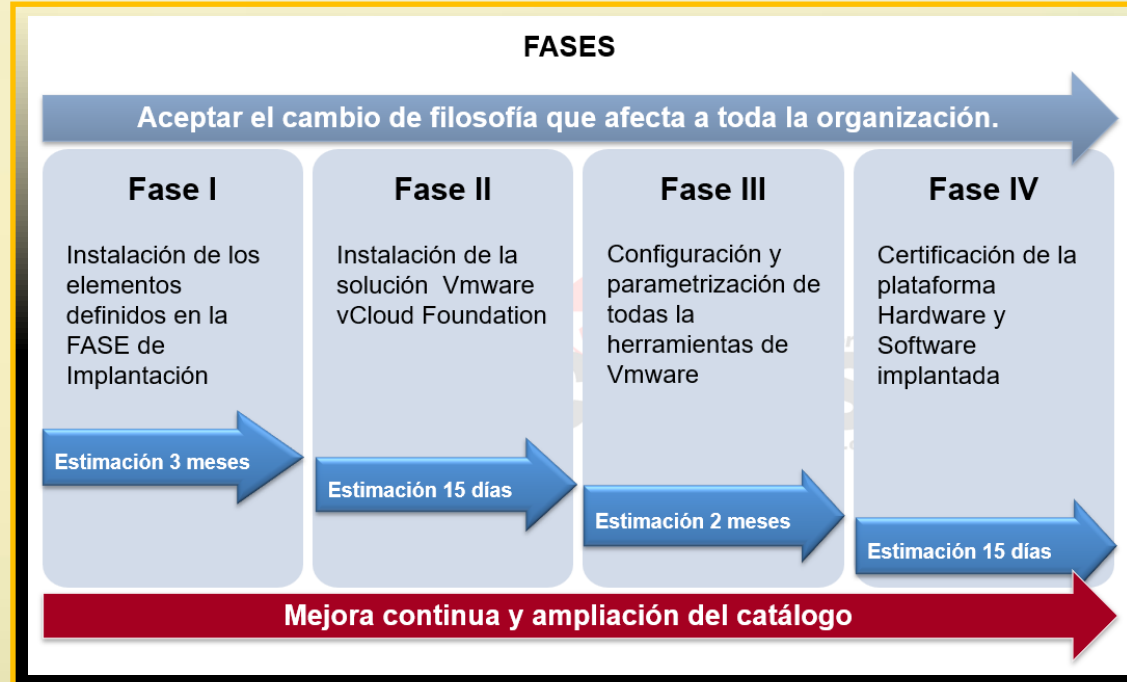 FASES
Aceptar el cambio de filosofía que afecta a toda la organización.
Fase I
Instalación de los
elementos
definidos en la
FASE de
Implantación
Estimación 3 meses
Fase II
Instalación de la
solución Vmware
vCloud Foundation
Estimación 15 días
Fase III
Configuración y
parametrización de
todas la
herramientas de
Vmware
Estimación 2 meses
Fase IV
Certificación de la
plataforma
Hardware y
Software
implantada
Estimación 15 días
Mejora continua y ampliación del catálogo